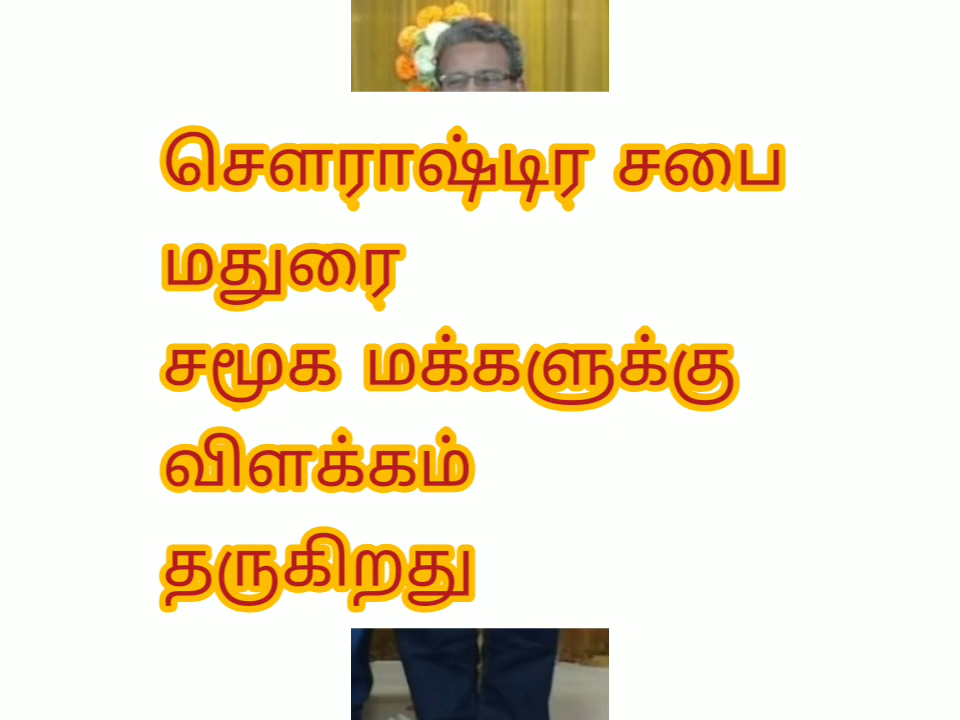 சௌராஷ்டிர சபை
மதுரை
சமூக மக்களுக்கு
விளக்கம்
தருகிறது